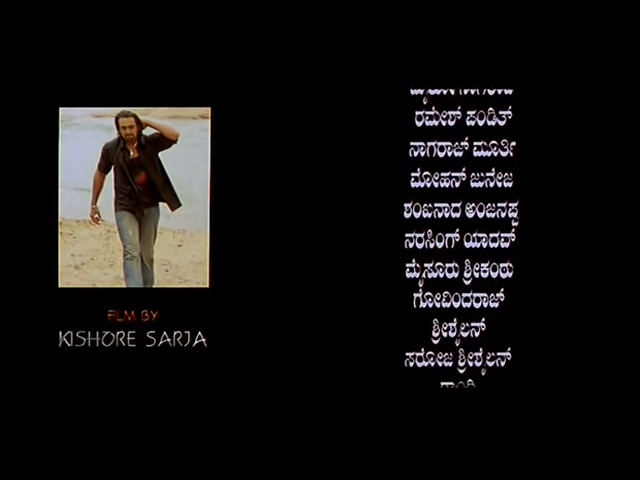 FILM BY
KISHORE SARJA
ರಮೇಶ್ ಪಂಡಿತ್
ನಾಗರಾಜ್ ಮೂರ್ತಿ
ಮೋಹನ್ ಜುನೇಜ
ಶಂಖನಾದ ಅಂಜನಪ್ಪ
ನರಸಿಂಗ್ ಯಾದವ್
ಮೈಸೂರು ಶ್ರೀಕಂಠು
ಗೋವಿಂದರಾಜ್
ಶ್ರೀಶೈಲನ್
ಸರೋಜ ಶ್ರೀಶೈಲನ್